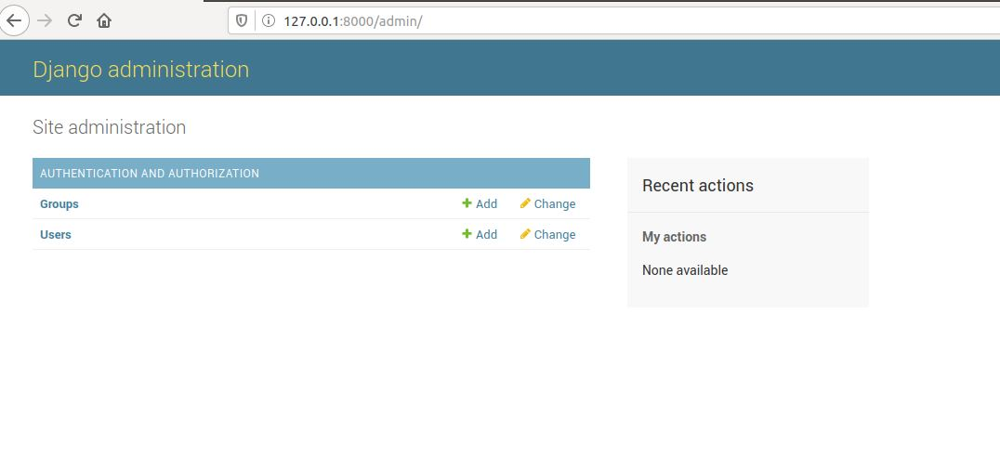 127.0.0.1:8000/admin/
Django administration
Site administration
AUTHENTICATION AND AUTHORIZATION
Groups Add Change
Users Add Change
Recent actions
My actions
None available